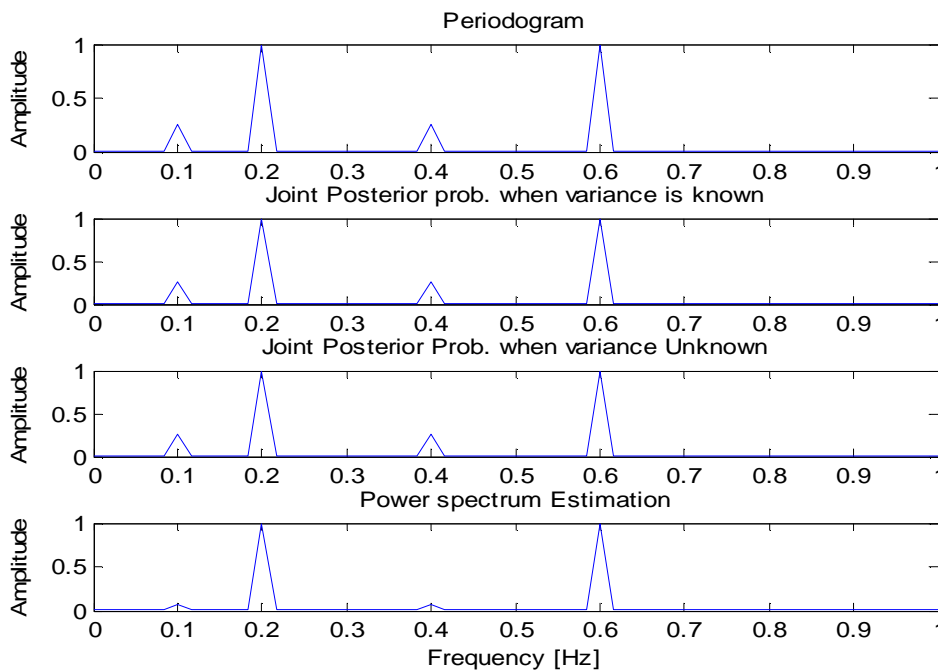 Periodogram
Amplitude
1
0.5
0
0 0.1 0.2 0.3 0.4 0.5 0.6 0.7 0.8 0.9 1
Joint Posterior prob. when variance is known
Amplitude
1
0.5
0
0 0.1 0.2 0.3 0.4 0.5 0.6 0.7 0.8 0.9 1
Joint Posterior Prob. when variance Unknown
Amplitude
1
0.5
0
0 0.1 0.2 0.3 0.4 0.5 0.6 0.7 0.8 0.9 1
Power spectrum Estimation
Amplitude
1
0.5
0
0 0.1 0.2 0.3 0.4 0.5 0.6 0.7 0.8 0.9 1
Frequency [Hz]